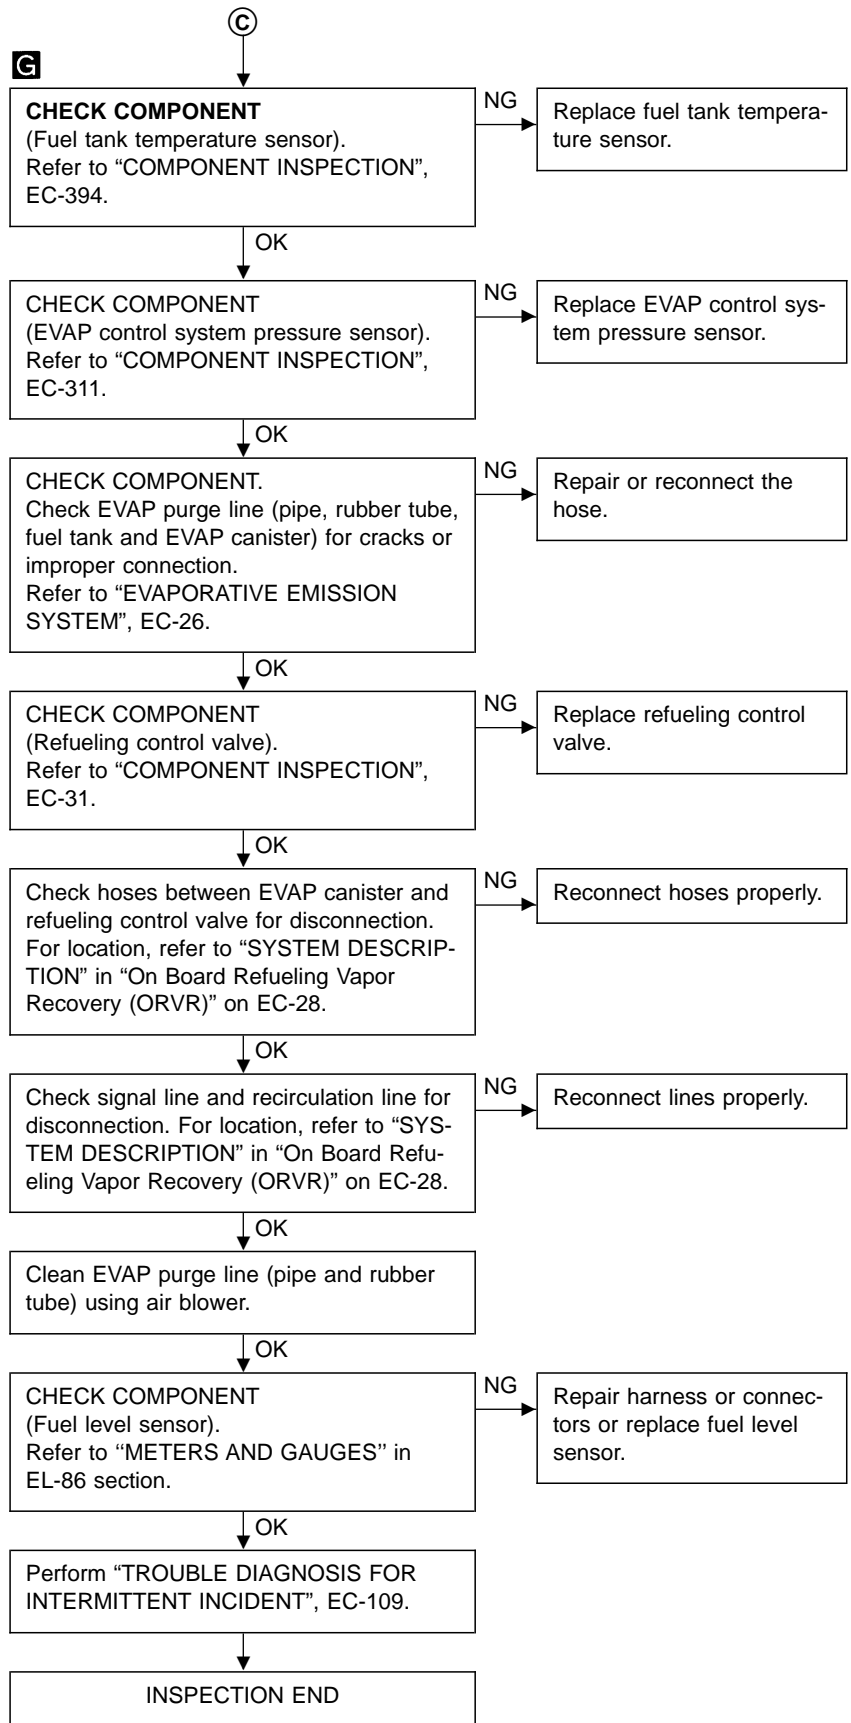 C
G
CHECK COMPONENT
(Fuel tank temperature sensor).
Refer to “COMPONENT INSPECTION”,
EC-394.
NG
Replace fuel tank tempera-
ture sensor.
OK
CHECK COMPONENT
(EVAP control system pressure sensor).
Refer to “COMPONENT INSPECTION”,
EC-311.
NG
Replace EVAP control sys-
tem pressure sensor.
OK
CHECK COMPONENT.
Check EVAP purge line (pipe, rubber tube,
fuel tank and EVAP canister) for cracks or
improper connection.
Refer to “EVAPORATIVE EMISSION
SYSTEM”, EC-26.
NG
Repair or reconnect the
hose.
OK
CHECK COMPONENT
(Refueling control valve).
Refer to “COMPONENT INSPECTION”,
EC-31.
NG
Replace refueling control
valve.
OK
Check hoses between EVAP canister and
refueling control valve for disconnection.
For location, refer to “SYSTEM DESCRIP-
TION” in “On Board Refueling Vapor
Recovery (ORVR)” on EC-28.
NG
Reconnect hoses properly.
OK
Check signal line and recirculation line for
disconnection. For location, refer to “SYS-
TEM DESCRIPTION” in “On Board Refu-
eling Vapor Recovery (ORVR)” on EC-28.
NG
Reconnect lines properly.
OK
Clean EVAP purge line (pipe and rubber
tube) using air blower.
OK
CHECK COMPONENT
(Fuel level sensor).
Refer to ‘‘METERS AND GAUGES’’ in
EL-86 section.
NG
Repair harness or connec-
tors or replace fuel level
sensor.
OK
Perform “TROUBLE DIAGNOSIS FOR
INTERMITTENT INCIDENT”, EC-109.
INSPECTION END